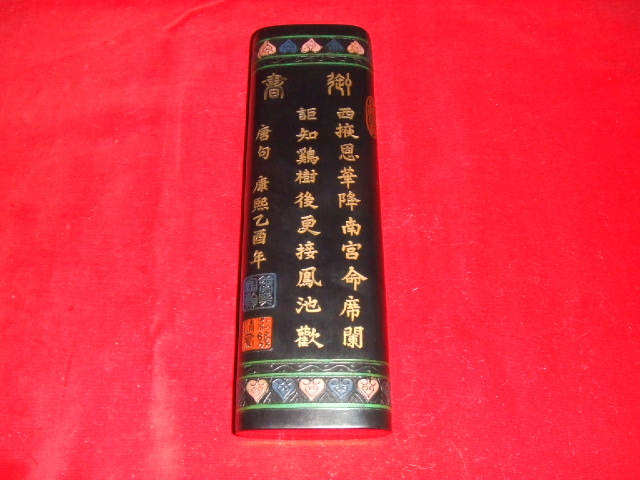 御書
西掖恩華降南宮命席闌
詎知鷄樹後更接鳳池歡
唐句 康熙乙酉年